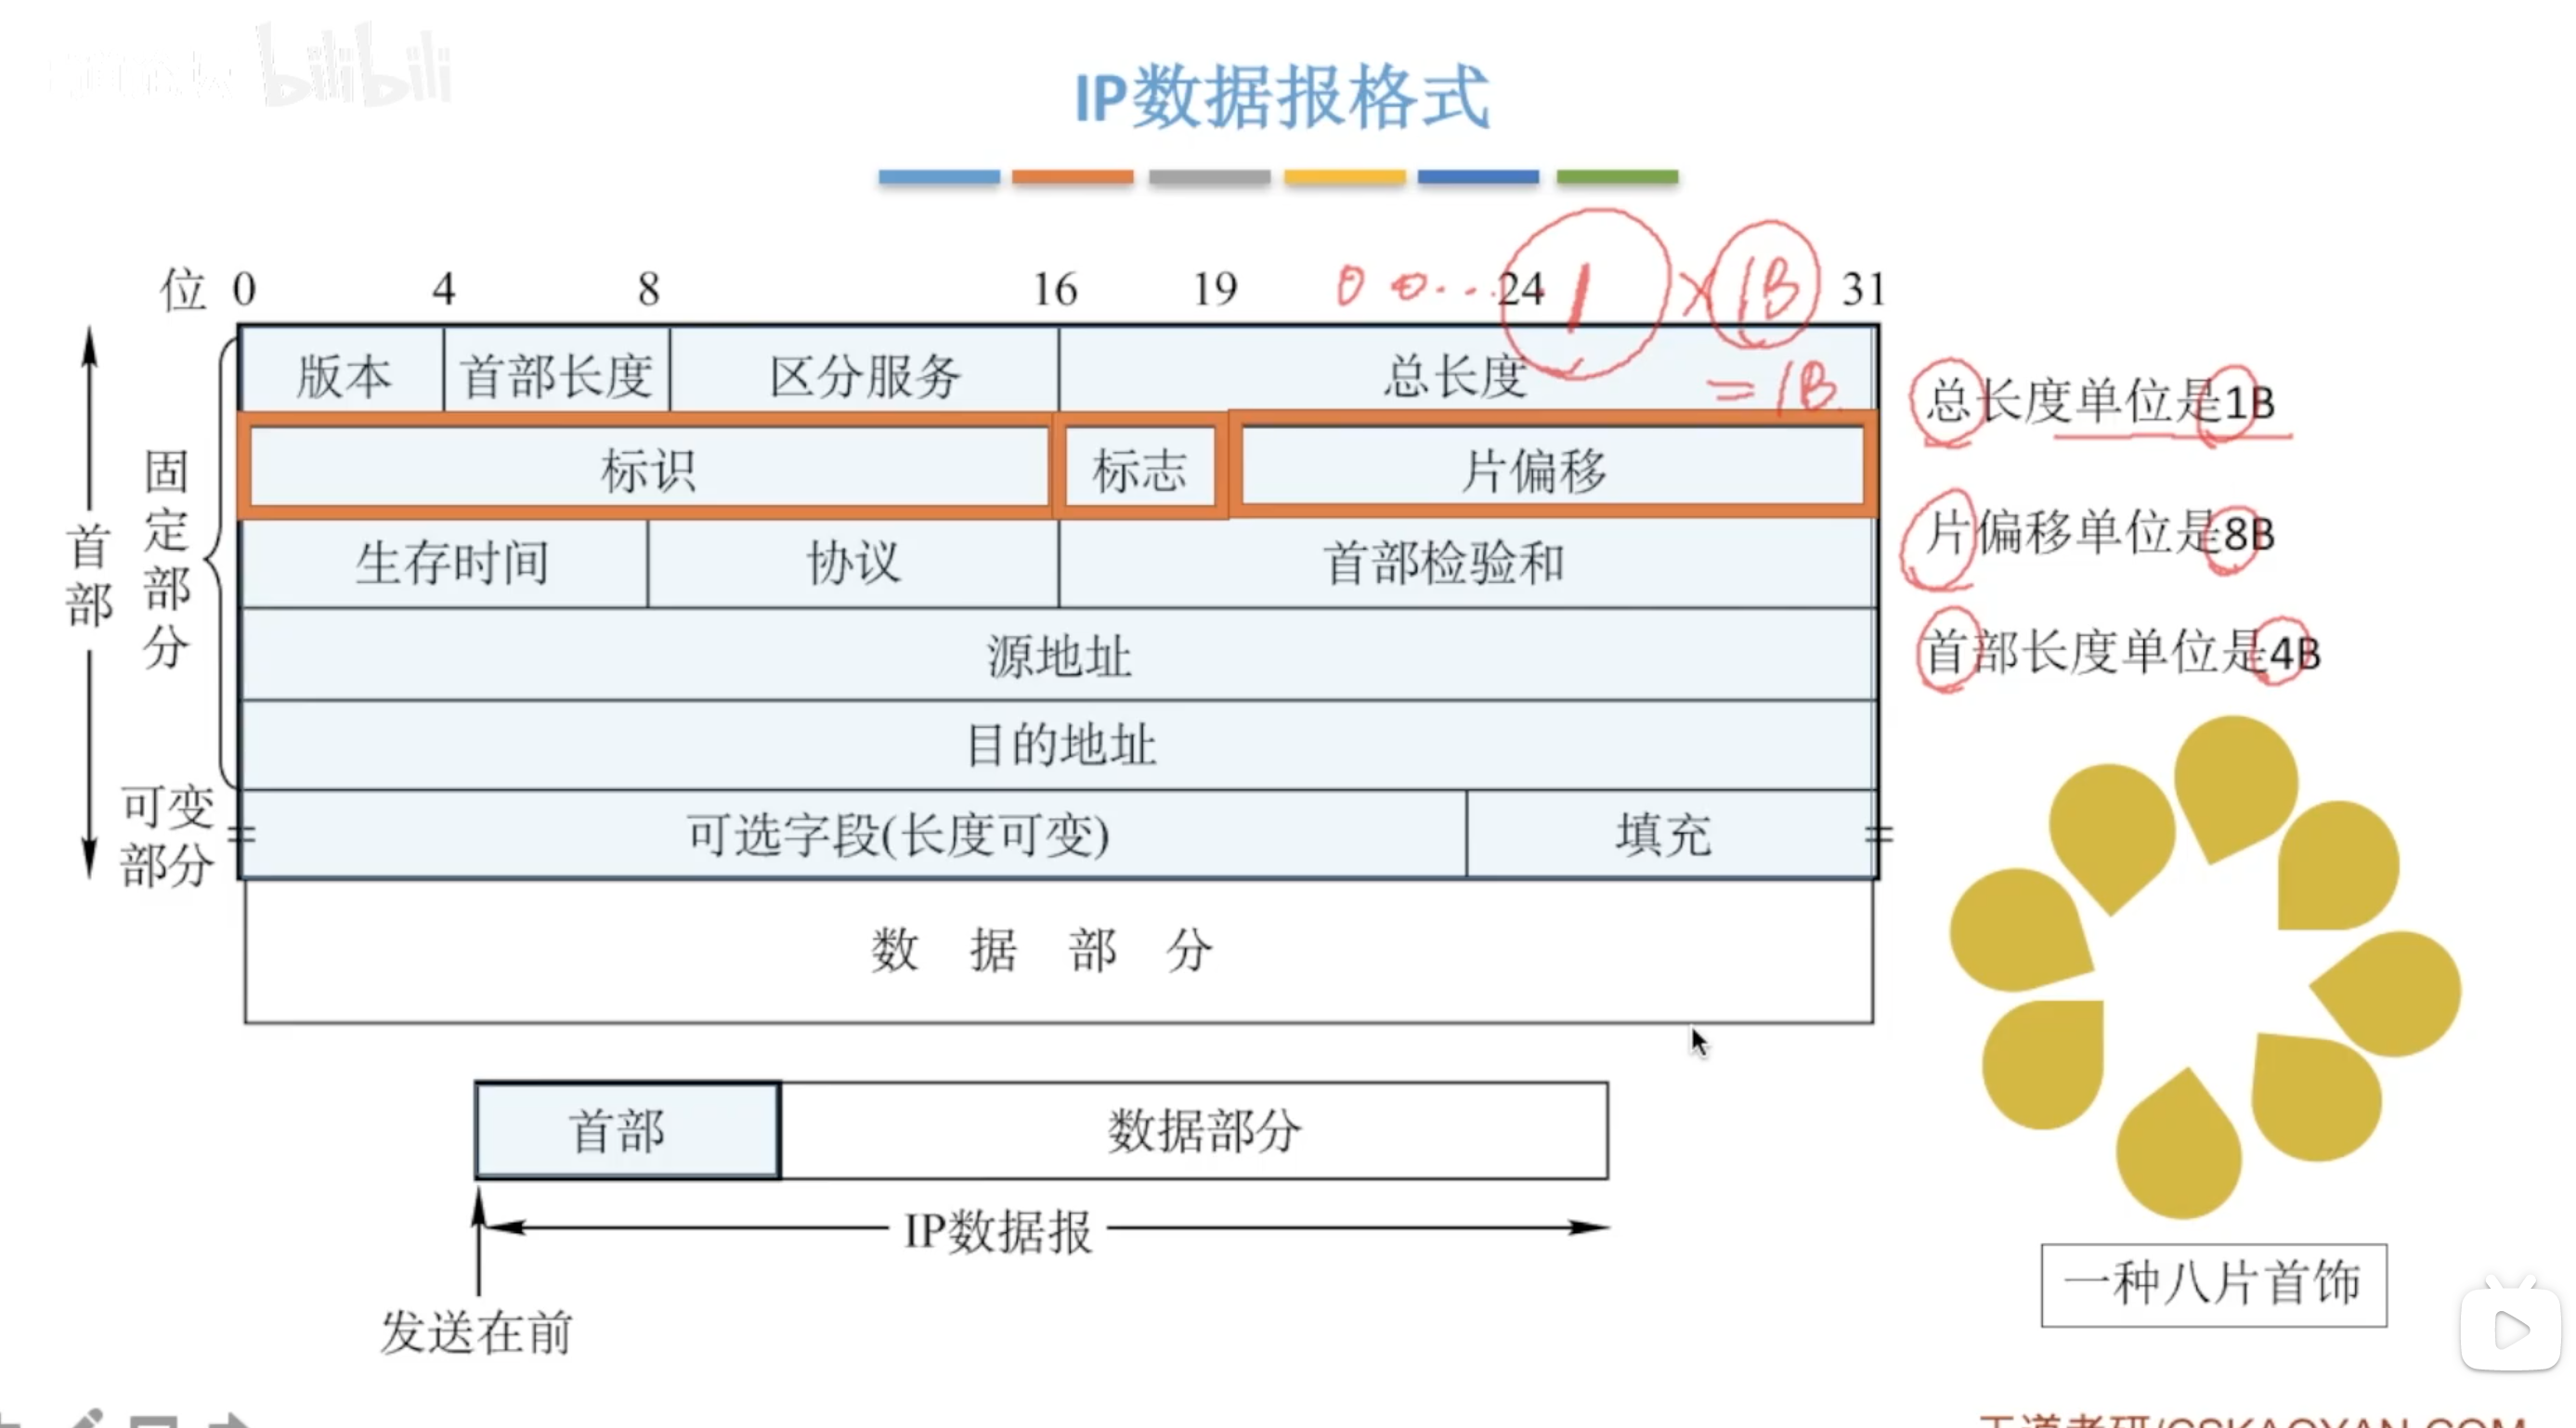 bilibili
IP数据报格式
位 0 4 8 16 19 24 31
0 0... 1 × 1B
= 1B.
版本 首部长度 区分服务 总长度
标识 标志 片偏移
生存时间 协议 首部检验和
源地址
目的地址
可选字段(长度可变) 填充
数据部分
首部
固定部分
可变部分
总长度单位是1B
片偏移单位是8B
首部长度单位是4B
首部 数据部分
IP数据报
发送在前
一种八片首饰
王道考研/CSKAOYAN.COM